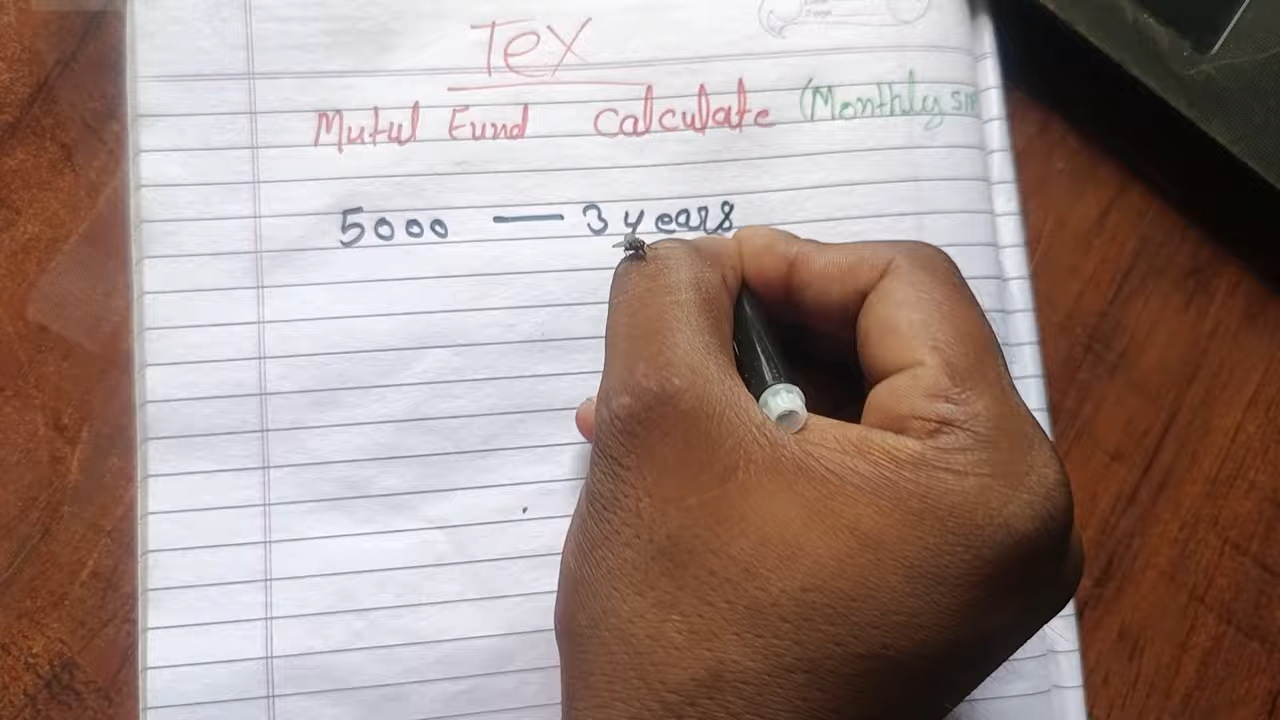 Tex
Mutul Fund Calculate (Monthly
5000 — 3 years